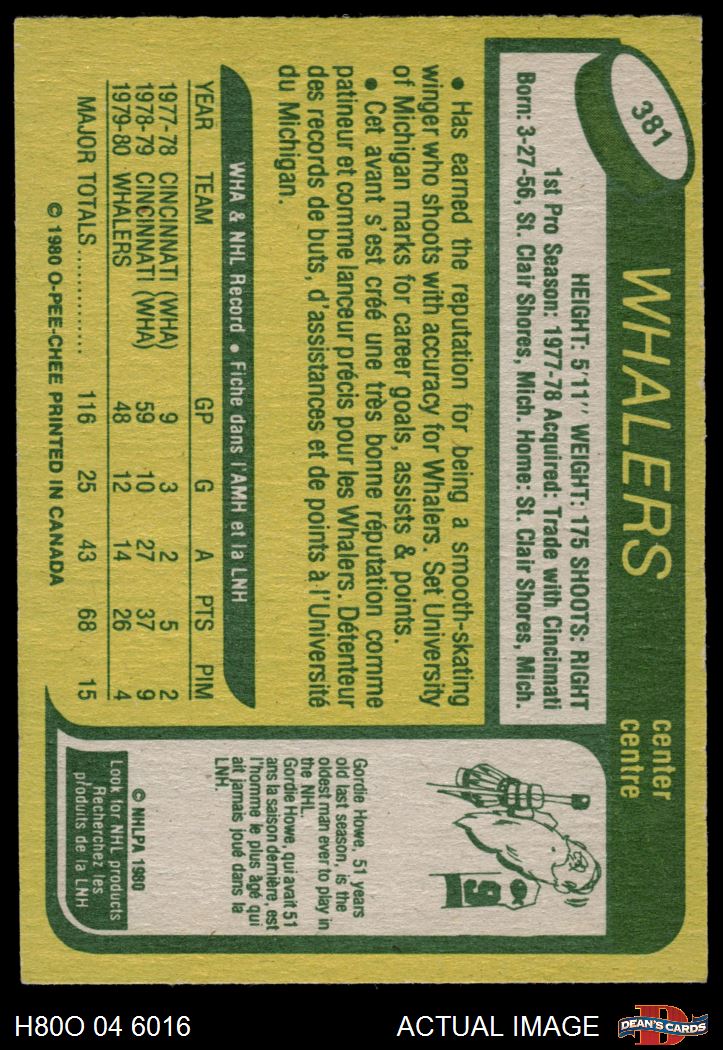 381
WHALERS
center
centre
HEIGHT: 5'11" WEIGHT: 175 SHOOTS: RIGHT
1st Pro Season: 1977-78 Acquired: Trade with Cincinnati
Born: 3-27-56, St. Clair Shores, Mich. Home: St. Clair Shores, Mich.
• Has earned the reputation for being a smooth-skating
winger who shoots with accuracy for Whalers. Set University
of Michigan marks for career goals, assists & points.
• Cet avant s'est créé une très bonne réputation comme
patineur et comme lanceur précis pour les Whalers. Détenteur
des records de buts, d'assistances et de points à l'Université
du Michigan.
WHA & NHL Record • Fiche dans l'AMH et la LNH
YEAR TEAM GP G A PTS PIM
1977-78 CINCINNATI (WHA) 9 3 2 5 2
1978-79 CINCINNATI (WHA) 59 10 27 37 9
1979-80 WHALERS 48 12 14 26 4
MAJOR TOTALS ............. 116 25 43 68 15
© 1980 O-PEE-CHEE PRINTED IN CANADA
9
Gordie Howe, 51 years
old last season, is the
oldest man ever to play in
the NHL.
Gordie Howe, qui avait 51
ans la saison dernière, est
l'homme le plus âgé qui
ait jamais joué dans la
LNH.
© NHLPA 1980
Look for NHL products
Recherchez les
produits de la LNH
H80O 04 6016
ACTUAL IMAGE
D
DEAN'S CARDS